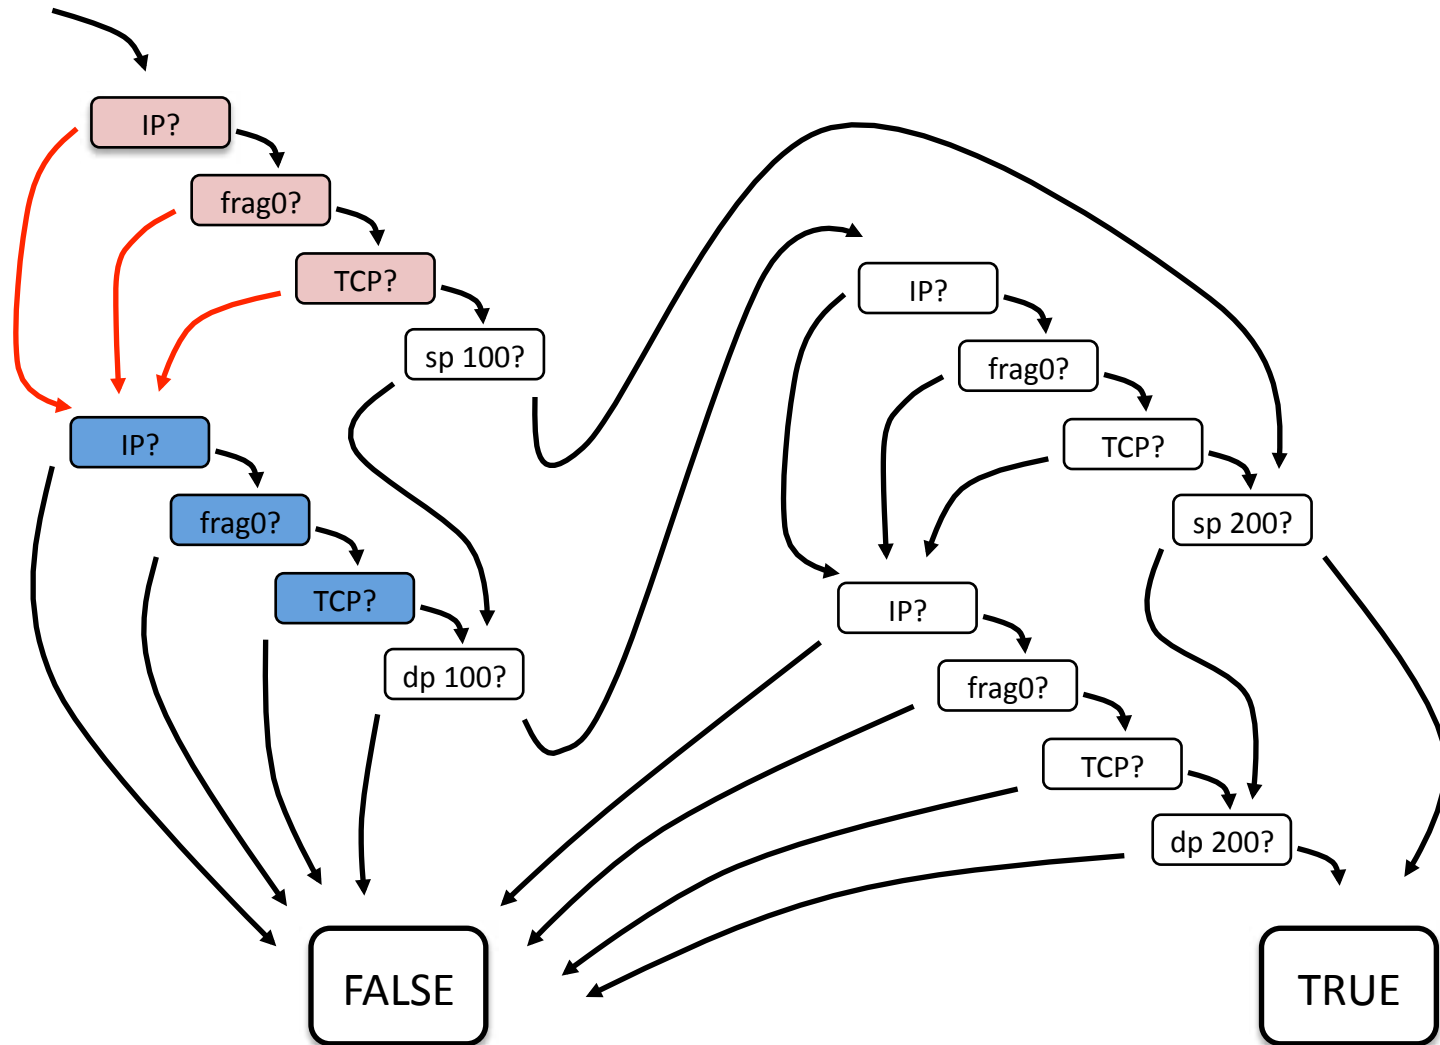 IP?
frag0?
TCP?
sp 100?
IP?
frag0?
TCP?
dp 100?
IP?
frag0?
TCP?
sp 200?
IP?
frag0?
TCP?
dp 200?
FALSE
TRUE